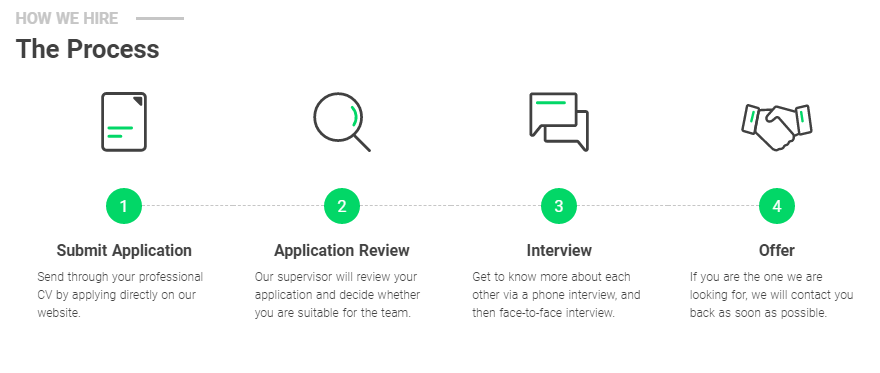 HOW WE HIRE
The Process
1
2
3
4
Submit Application
Send through your professional
CV by applying directly on our
website.
Application Review
Our supervisor will review your
application and decide whether
you are suitable for the team.
Interview
Get to know more about each
other via a phone interview, and
then face-to-face interview.
Offer
If you are the one we are
looking for, we will contact you
back as soon as possible.